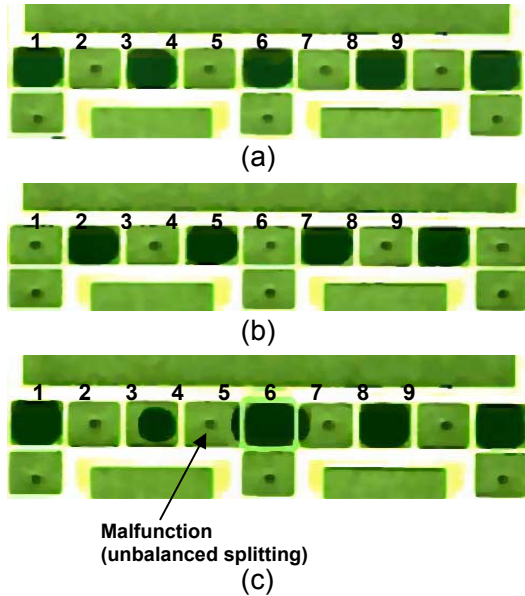 1 2 3 4 5 6 7 8 9
(a)
1 2 3 4 5 6 7 8 9
(b)
1 2 3 4 5 6 7 8 9
Malfunction
(unbalanced splitting)
(c)